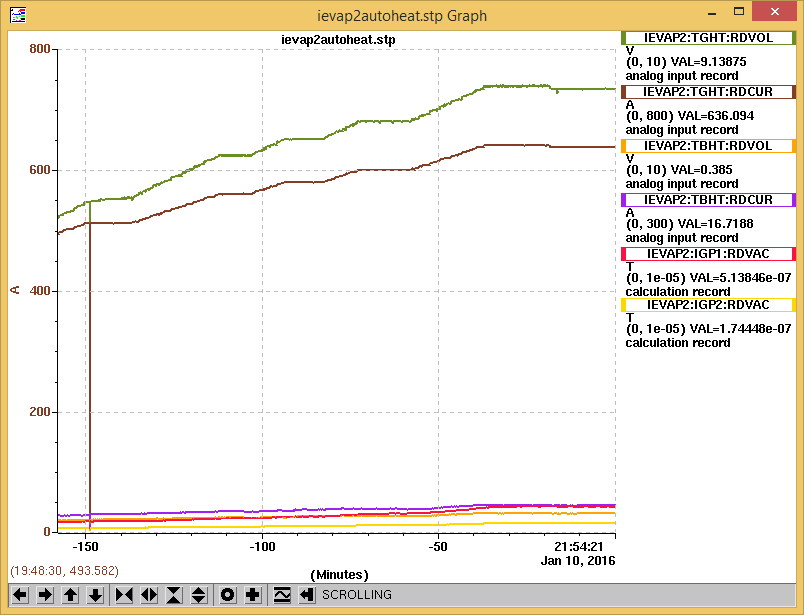 ievap2autoheat.stp Graph
ievap2autoheat.stp
800
600
400
200
0
A
-150
-100
-50
21:54:21
Jan 10, 2016
(Minutes)
(19:48:30, 493.582)
SCROLLING
IEVAP2:TGHT:RDVOL
V
(0, 10) VAL=9.13875
analog input record
IEVAP2:TGHT:RDCUR
A
(0, 800) VAL=636.094
analog input record
IEVAP2:TBHT:RDVOL
V
(0, 10) VAL=0.385
analog input record
IEVAP2:TBHT:RDCUR
A
(0, 300) VAL=16.7188
analog input record
IEVAP2:IGP1:RDVAC
T
(0, 1e-05) VAL=5.13846e-07
calculation record
IEVAP2:IGP2:RDVAC
T
(0, 1e-05) VAL=1.74448e-07
calculation record